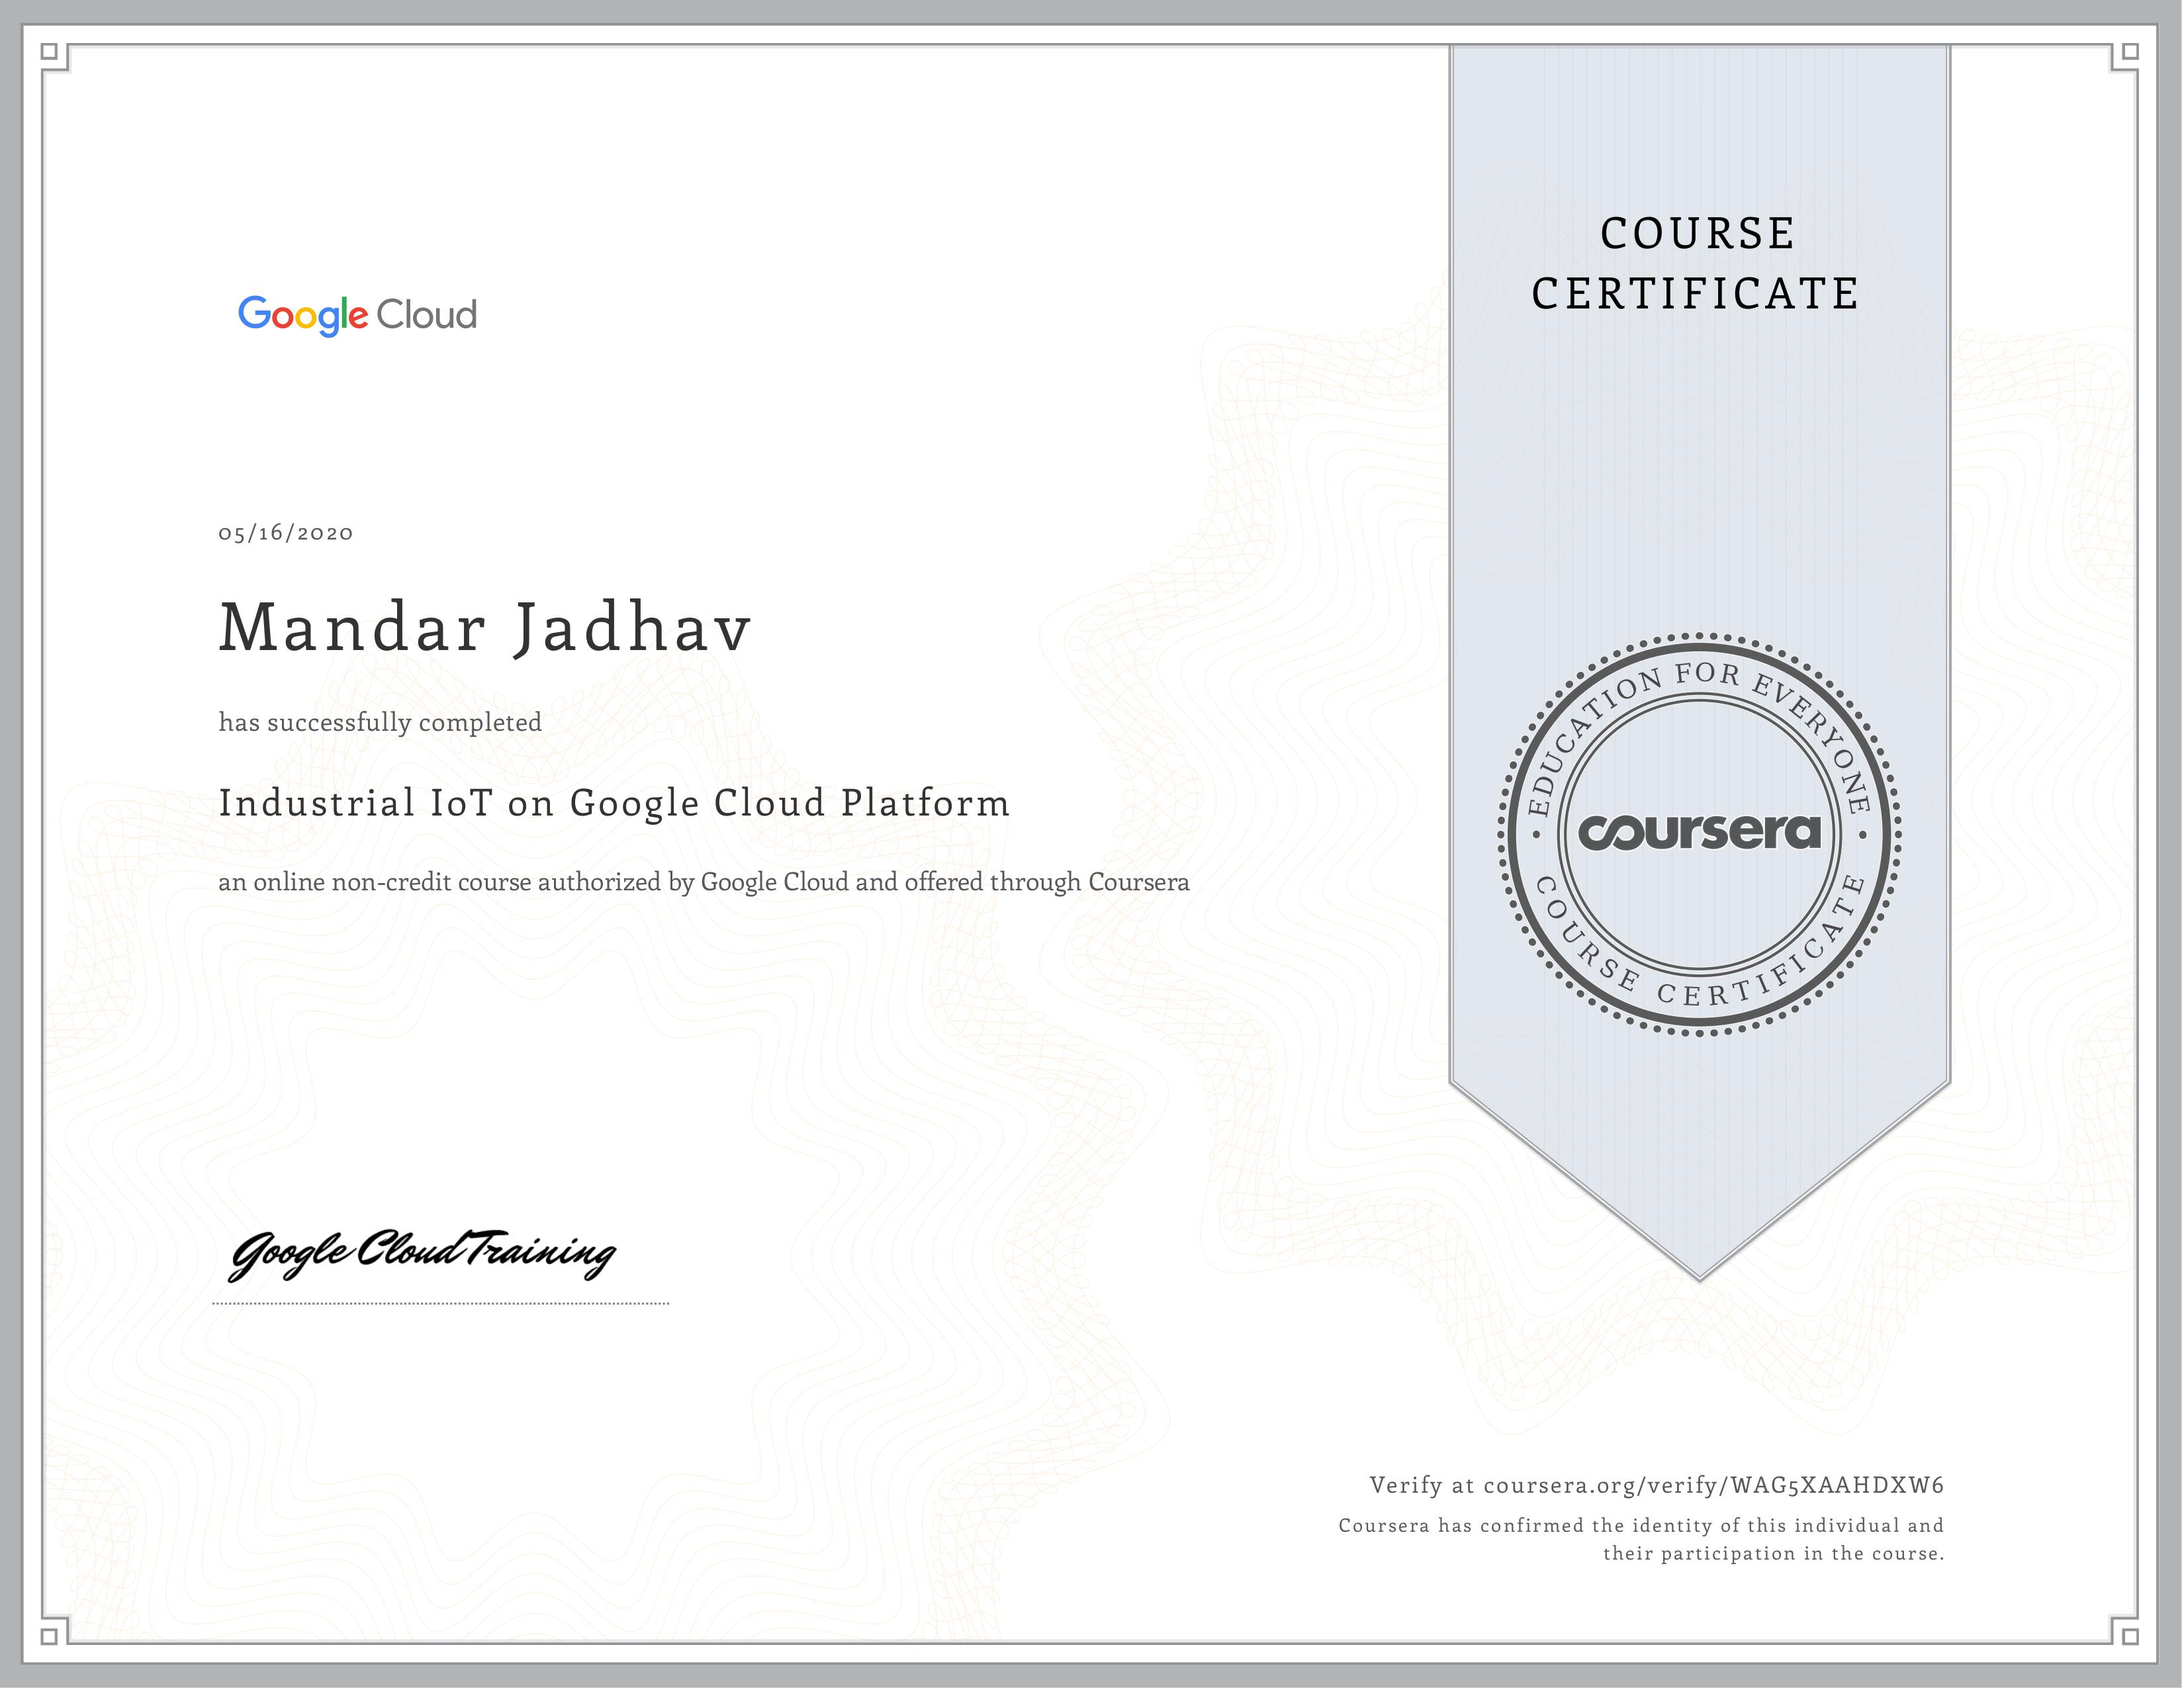 Google Cloud
05/16/2020
Mandar Jadhav
has successfully completed
Industrial IoT on Google Cloud Platform
an online non-credit course authorized by Google Cloud and offered through Coursera
Google Cloud Training
COURSE
CERTIFICATE
EDUCATION FOR EVERYONE
coursera
COURSE CERTIFICATE
Verify at coursera.org/verify/WAG5XAAHDXW6
Coursera has confirmed the identity of this individual and
their participation in the course.